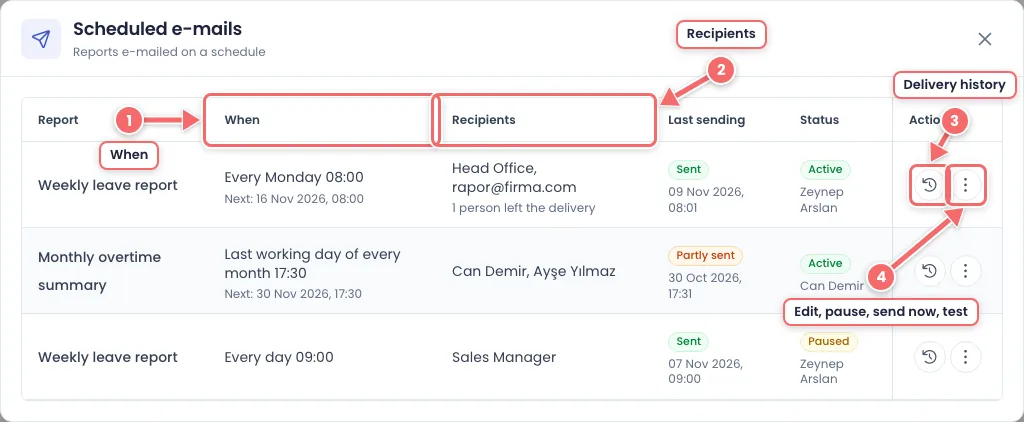 Scheduled e-mails
Reports e-mailed on a schedule
Recipients
2
Delivery history
Report
1
When
Recipients
Last sending
Status
Actio
3
When
Weekly leave report
Every Monday 08:00
Next: 16 Nov 2026, 08:00
Head Office,
rapor@firma.com
1 person left the delivery
Sent
09 Nov 2026,
08:01
Active
Zeynep
Arslan
Monthly overtime
summary
Last working day of every
month 17:30
Next: 30 Nov 2026, 17:30
Can Demir, Ayşe Yılmaz
Partly sent
30 Oct 2026,
17:31
Active
Can Demir
4
Edit, pause, send now, test
Weekly leave report
Every day 09:00
Sales Manager
Sent
07 Nov 2026,
09:00
Paused
Zeynep
Arslan